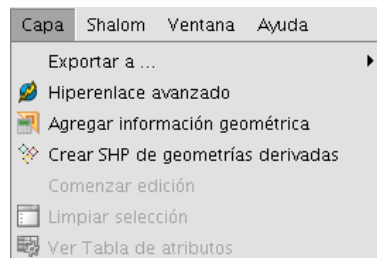 Capa Shalom Ventana Ayuda
Exportar a ...
Hiperenlace avanzado
Agregar información geométrica
Crear SHP de geometrías derivadas
Comenzar edición
Limpiar selección
Ver Tabla de atributos